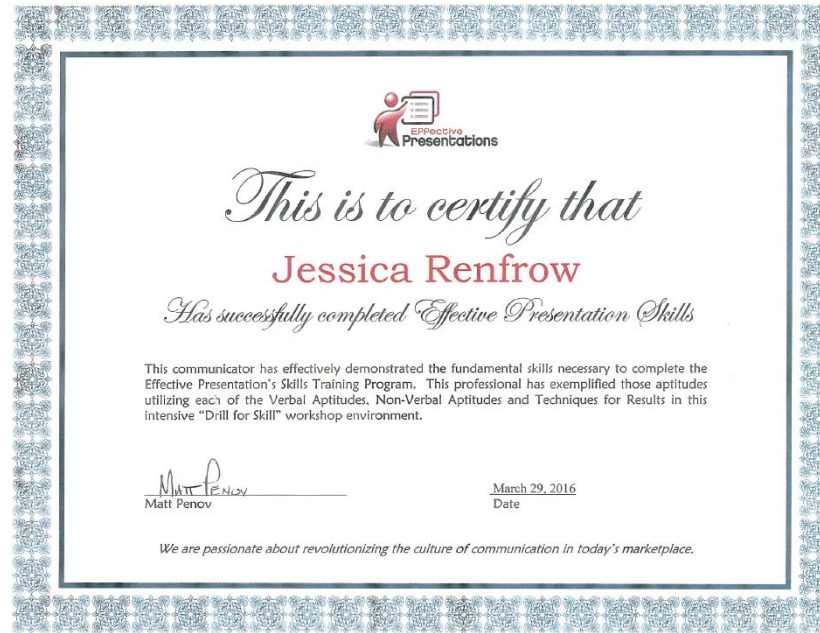 EFFective
Presentations
This is to certify that
Jessica Renfrow
Has successfully completed Effective Presentation Skills
This communicator has effectively demonstrated the fundamental skills necessary to complete the
Effective Presentation's Skills Training Program. This professional has exemplified those aptitudes
utilizing each of the Verbal Aptitudes, Non-Verbal Aptitudes and Techniques for Results in this
intensive "Drill for Skill" workshop environment.
Matt Penov
March 29, 2016
Matt Penov
Date
We are passionate about revolutionizing the culture of communication in today's marketplace.